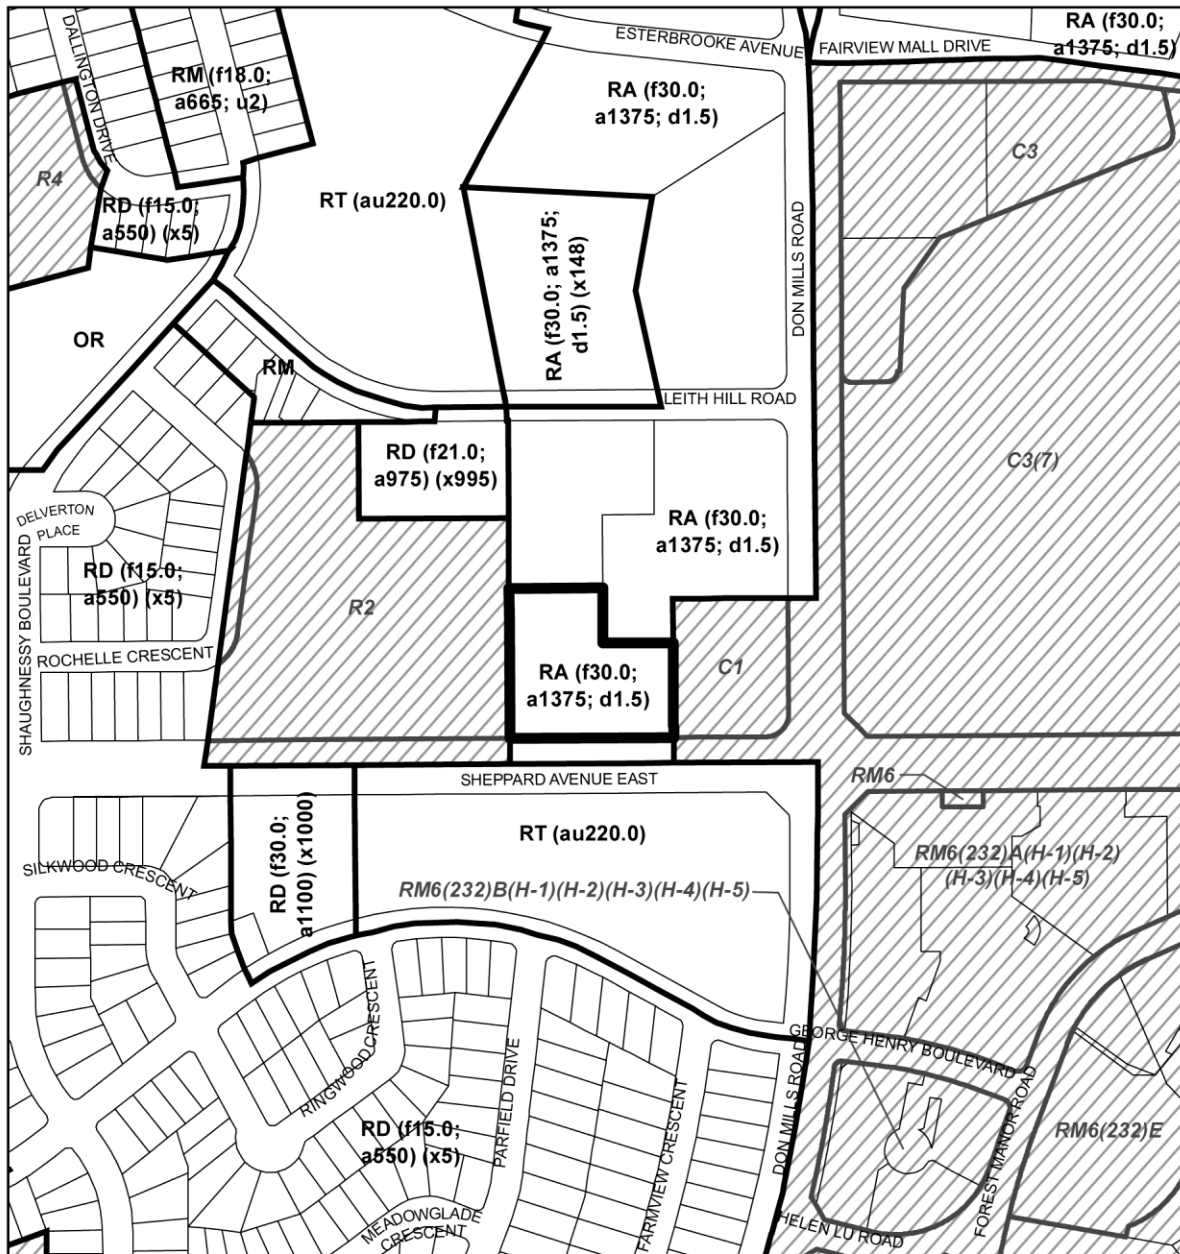 DALLINGTON DRIVE
RM (f18.0;
a665; u2)
ESTERBROOKE AVENUE
FAIRVIEW MALL DRIVE
RA (f30.0;
a1375; d1.5)
RA (f30.0;
a1375; d1.5)
C3
R4
RD (f15.0;
a550) (x5)
RT (au220.0)
RA (f30.0; a1375;
d1.5) (x148)
DON MILLS ROAD
OR
RM
LEITH HILL ROAD
RD (f21.0;
a975) (x995)
C3(7)
DELVERTON
PLACE
RA (f30.0;
a1375; d1.5)
SHAUGHNESSY BOULEVARD
RD (f15.0;
a550) (x5)
R2
ROCHELLE CRESCENT
RA (f30.0;
a1375; d1.5)
C1
SHEPPARD AVENUE EAST
RM6
RD (f30.0;
a1100) (x1000)
RT (au220.0)
SILKWOOD CRESCENT
RM6(232)A(H-1)(H-2)
(H-3)(H-4)(H-5)
RM6(232)B(H-1)(H-2)(H-3)(H-4)(H-5)
RINGWOOD CRESCENT
PARFIELD DRIVE
GEORGE HENRY BOULEVARD
DON MILLS ROAD
FOREST MANOR ROAD
RD (f15.0;
a550) (x5)
FARMVIEW CRESCENT
RM6(232)E
MEADOWGLADE
CRESCENT
HELEN LU ROAD